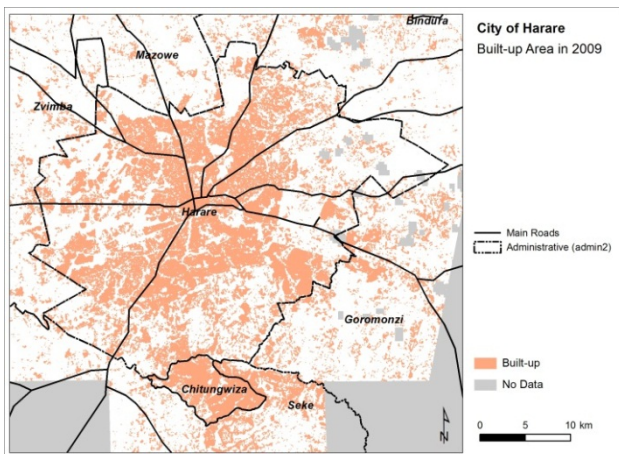 Bindufa
Mazowe
Zvimba
Harare
Goromonzi
Chitungwiza
Seke
City of Harare
Built-up Area in 2009
Main Roads
Administrative (admin2)
Built-up
No Data
0 5 10 km
N